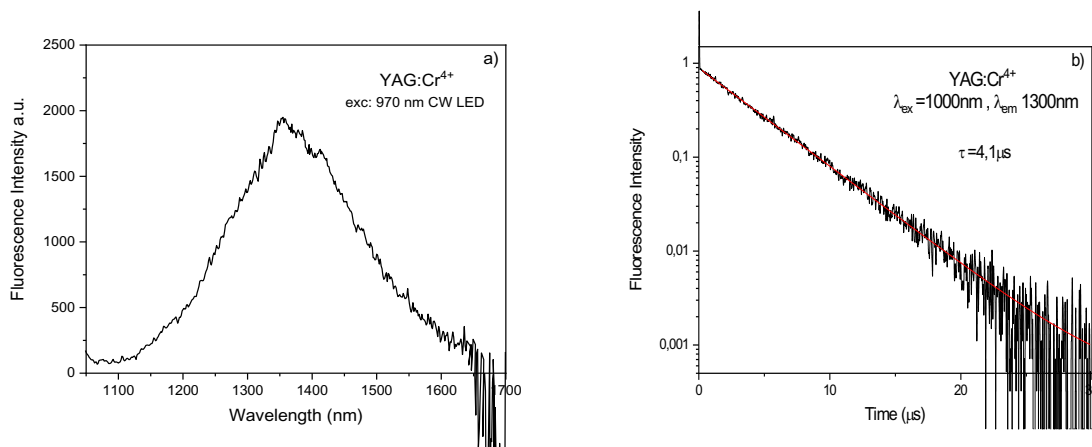 a)
YAG:Cr⁴⁺
exc: 970 nm CW LED
Fluorescence Intensity a.u.
2500
2000
1500
1000
500
0
1100 1200 1300 1400 1500 1600 1700
Wavelength (nm)
b)
YAG:Cr⁴⁺
λex =1000nm , λem 1300nm
τ=4,1μs
Fluorescence Intensity
1
0,1
0,01
0,001
0 10 20
Time (μs)